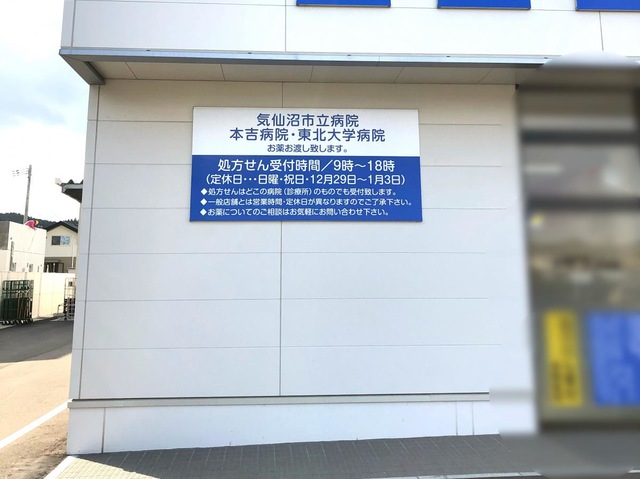 気仙沼市立病院
本吉病院・東北大学病院
お薬お渡し致します。
処方せん受付時間／9時～18時
(定休日･･･日曜・祝日・12月29日～1月3日)
◆処方せんはどこの病院（診療所）のものでも受付致します。
◆一般店舗とは営業時間・定休日が異なりますのでご了承下さい。
◆お薬についてのご相談はお気軽にお問い合わせ下さい。